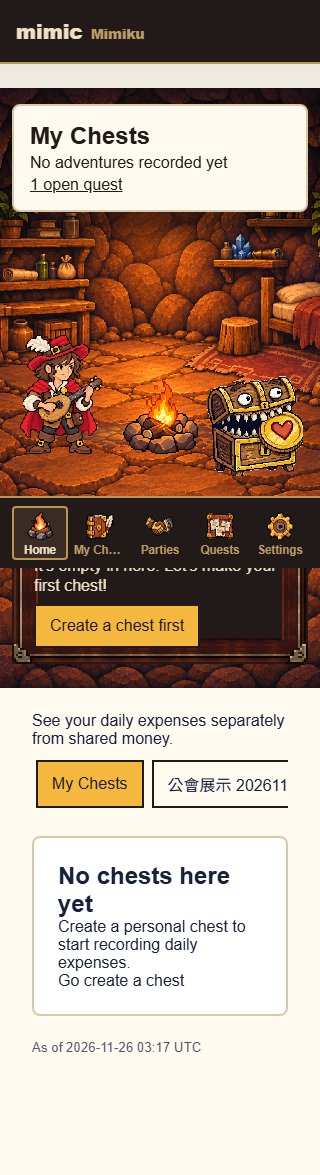 mimic Mimiku
My Chests
No adventures recorded yet
1 open quest
Home
My Ch...
Parties
Quests
Settings
It's empty in here. Let's make your
first chest!
Create a chest first
See your daily expenses separately
from shared money.
My Chests
公會展示 202611
No chests here
yet
Create a personal chest to
start recording daily
expenses.
Go create a chest
As of 2026-11-26 03:17 UTC